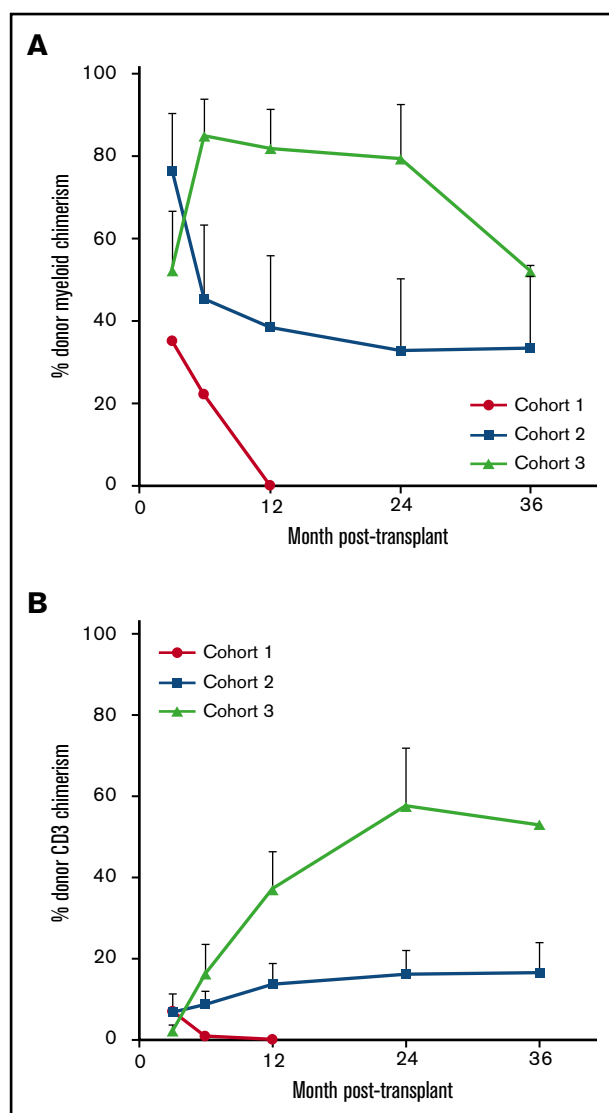 A
100
80
60
40
20
0
% donor myeloid chimerism
Cohort 1
Cohort 2
Cohort 3
0 12 24 36
Month post-transplant
B
100
80
60
40
20
0
% donor CD3 chimerism
Cohort 1
Cohort 2
Cohort 3
0 12 24 36
Month post-transplant